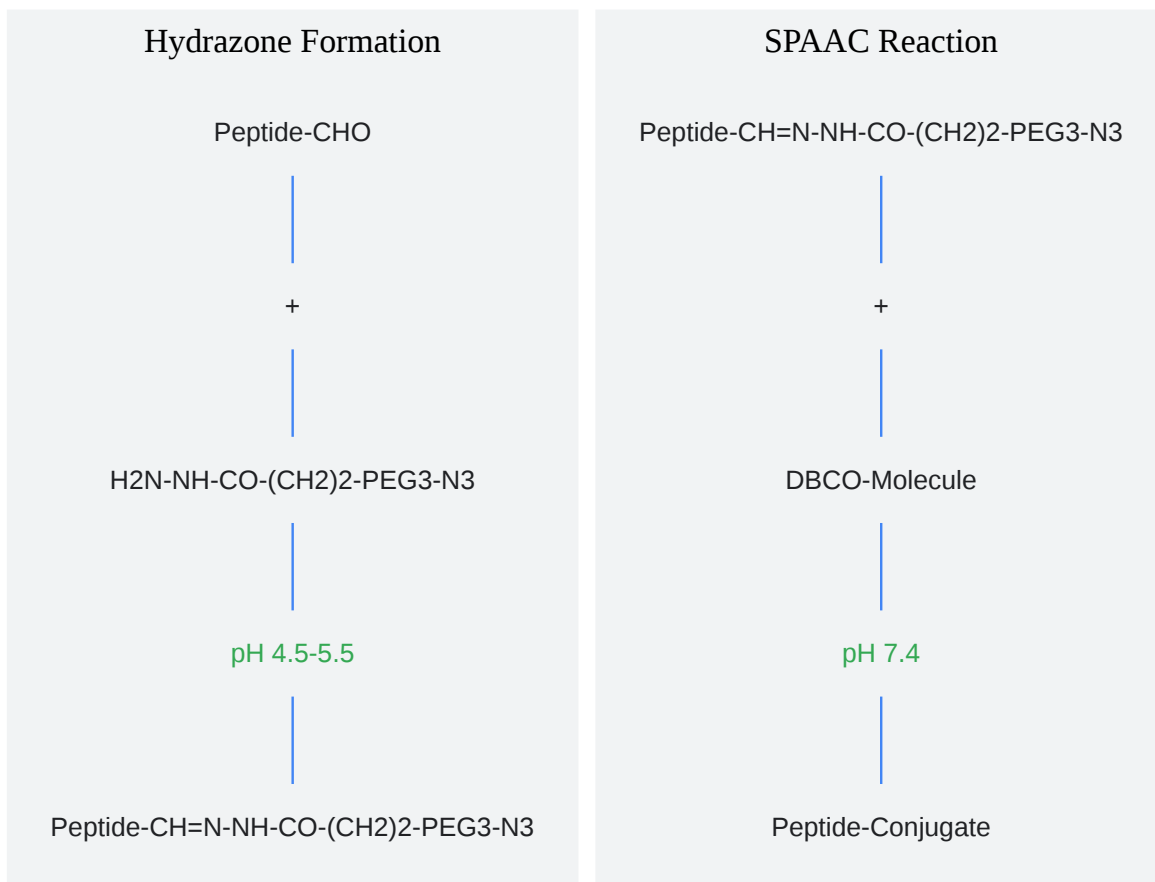 Hydrazone Formation
Peptide-CHO
+
H2N-NH-CO-(CH2)2-PEG3-N3
pH 4.5-5.5
Peptide-CH=N-NH-CO-(CH2)2-PEG3-N3
SPAAC Reaction
Peptide-CH=N-NH-CO-(CH2)2-PEG3-N3
+
DBCO-Molecule
pH 7.4
Peptide-Conjugate